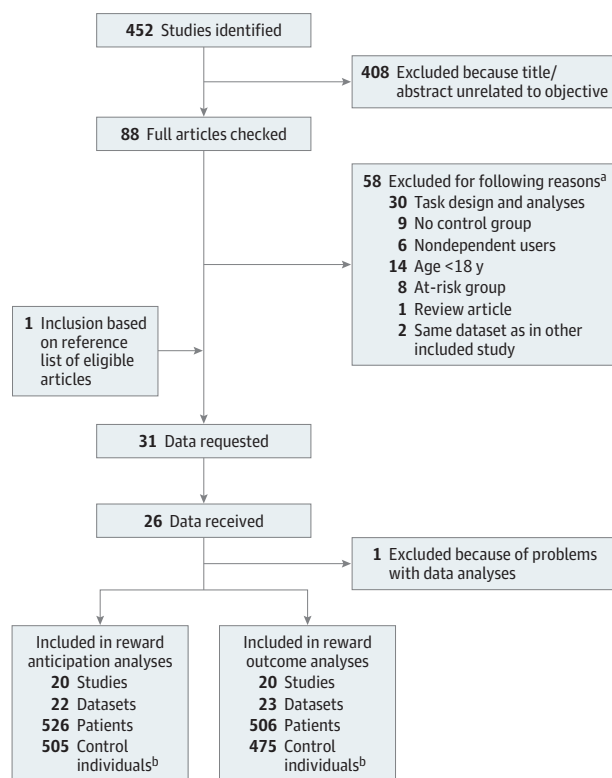 452 Studies identified
408 Excluded because title/
abstract unrelated to objective
88 Full articles checked
58 Excluded for following reasonsᵃ
30 Task design and analyses
9 No control group
6 Nondependent users
14 Age <18 y
8 At-risk group
1 Review article
2 Same dataset as in other
included study
1 Inclusion based
on reference
list of eligible
articles
31 Data requested
26 Data received
1 Excluded because of problems
with data analyses
Included in reward
anticipation analyses
20 Studies
22 Datasets
526 Patients
505 Control
individualsᵇ
Included in reward
outcome analyses
20 Studies
23 Datasets
506 Patients
475 Control
individualsᵇ